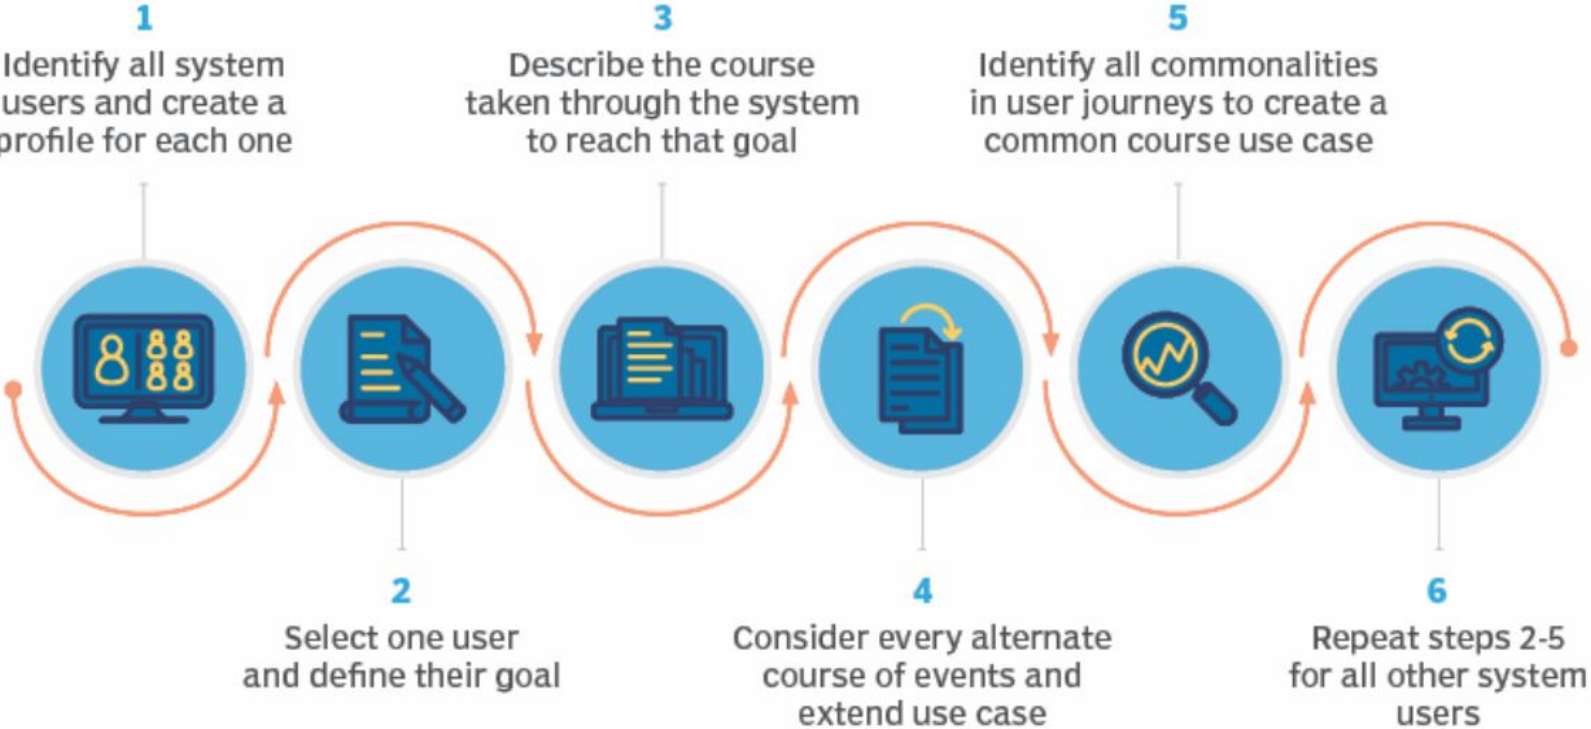 1
Identify all system
users and create a
profile for each one
2
Select one user
and define their goal
3
Describe the course
taken through the system
to reach that goal
4
Consider every alternate
course of events and
extend use case
5
Identify all commonalities
in user journeys to create a
common course use case
6
Repeat steps 2-5
for all other system
users